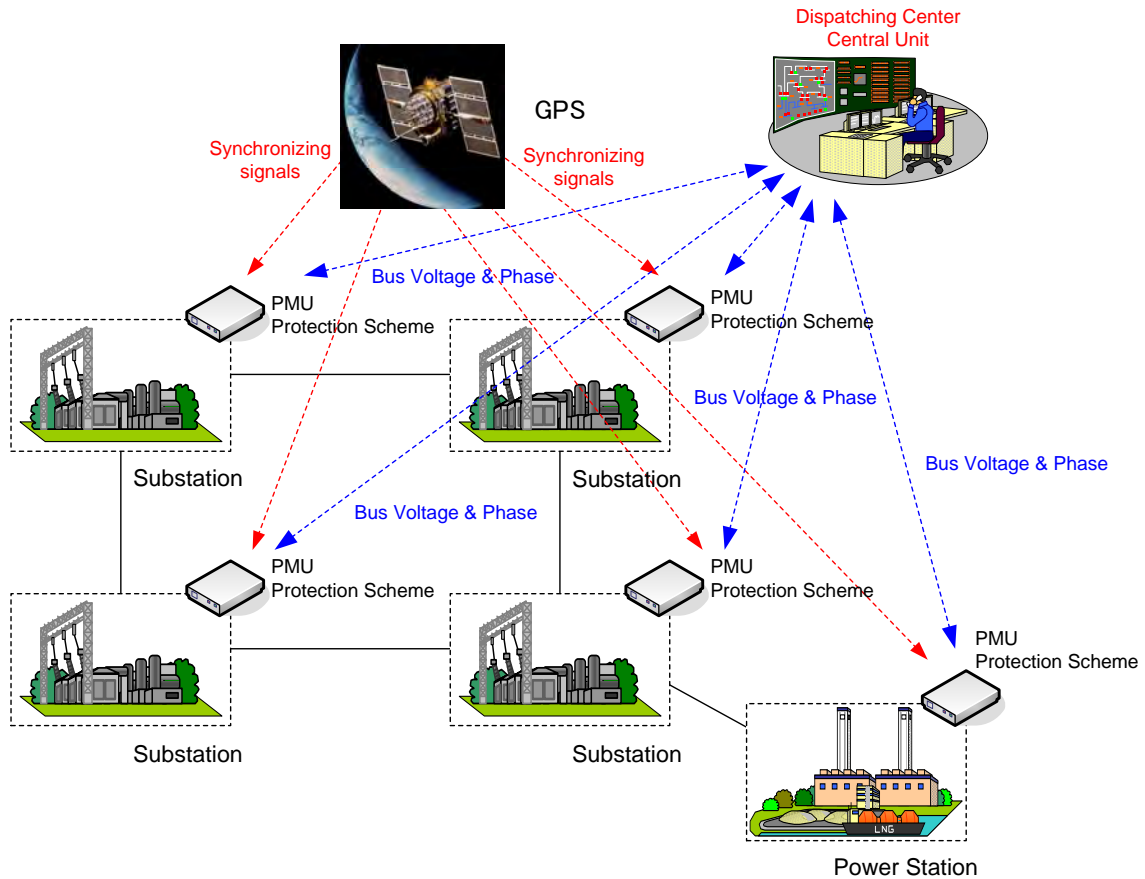 Dispatching Center
Central Unit
GPS
Synchronizing
signals
Synchronizing
signals
Bus Voltage & Phase
PMU
Protection Scheme
PMU
Protection Scheme
Bus Voltage & Phase
Bus Voltage & Phase
Substation
Substation
Bus Voltage & Phase
PMU
Protection Scheme
PMU
Protection Scheme
PMU
Protection Scheme
Substation
Substation
LNG
Power Station